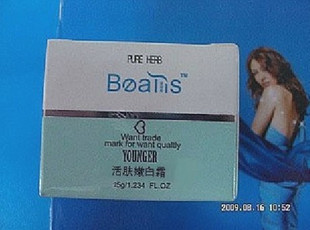 PURE HERB
Boans™
Want trade
mark for want quality
YOUNGER
活肤嫩白霜
35g/1.234 FL.OZ
2009.08.16 10:52